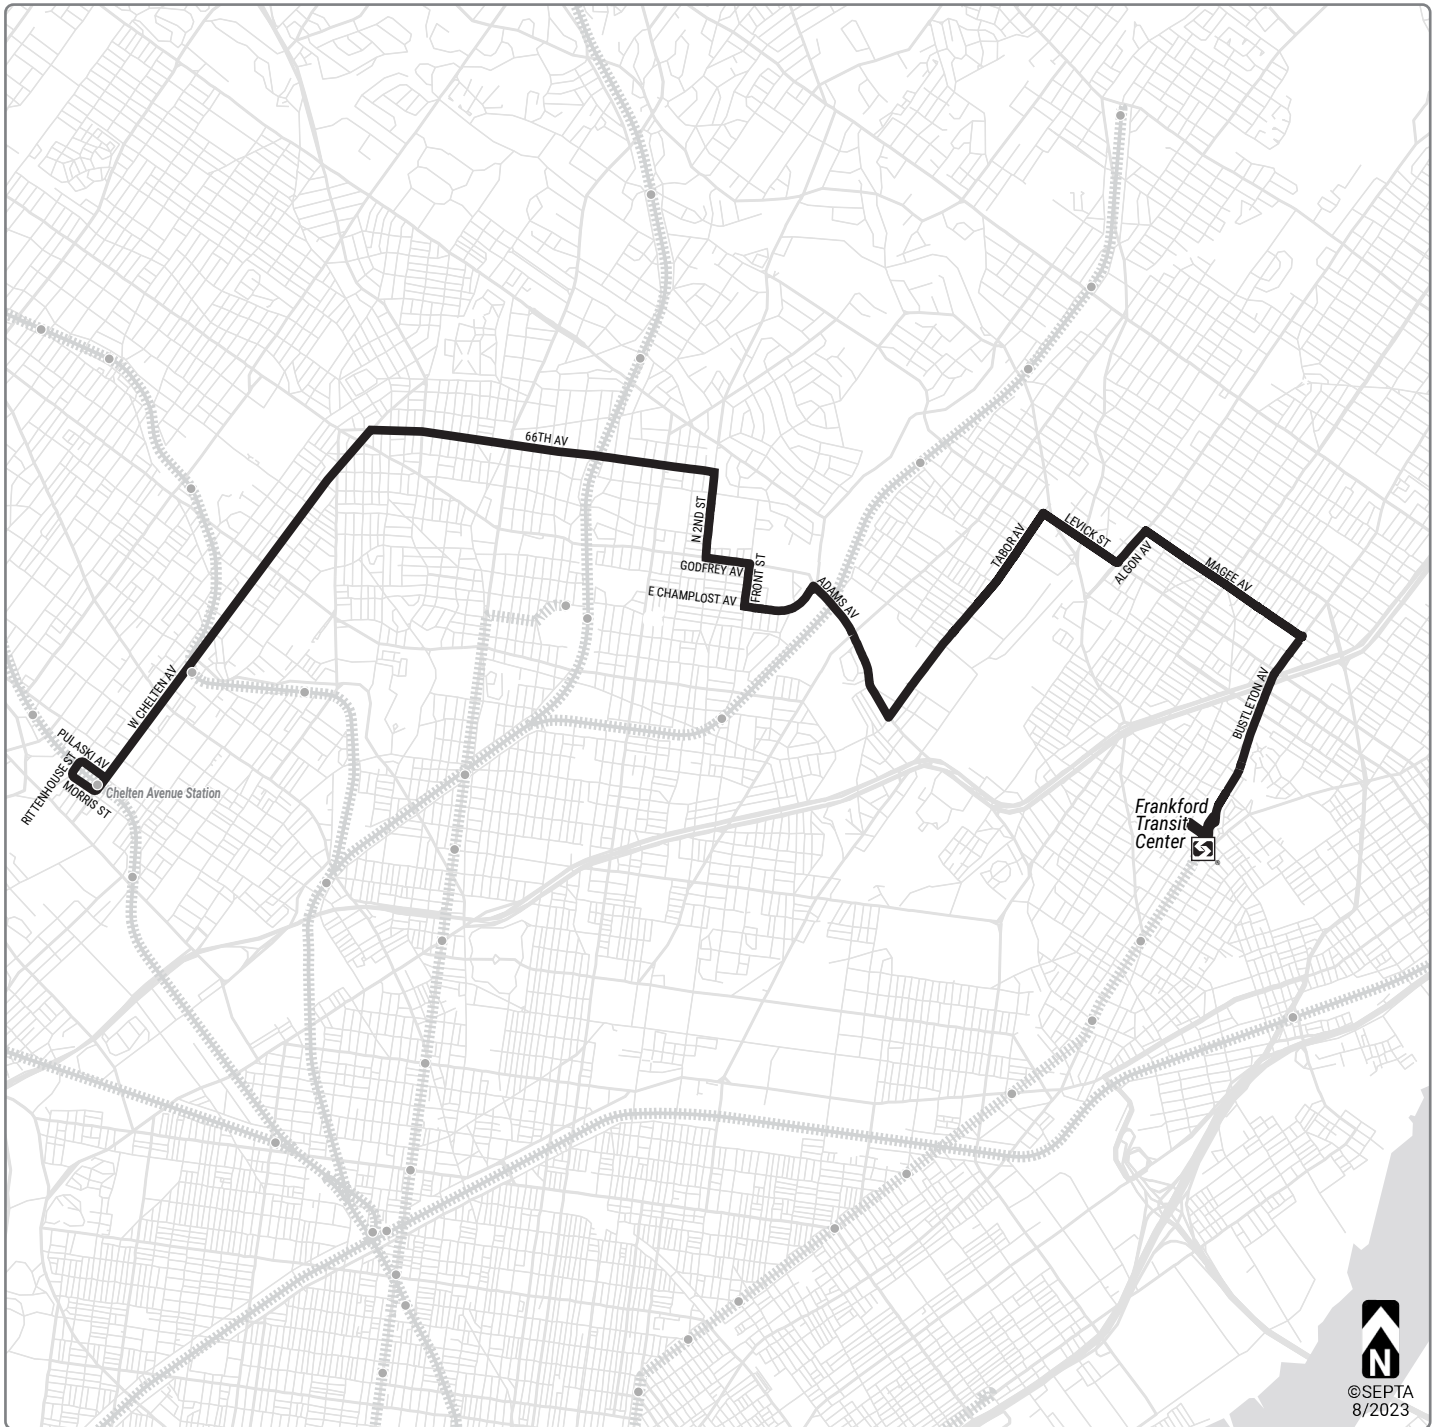 66TH AV
N 2ND ST
GODFREY AV
FRONT ST
E CHAMPLOST AV
ADAMS AV
TABOR AV
LEVICK ST
ALGON AV
MAGEE AV
BUSTLETON AV
W CHELTEN AV
PULASKI AV
RITTENHOUSE ST
MORRIS ST
Chelten Avenue Station
Frankford
Transit
Center
N
©SEPTA
8/2023